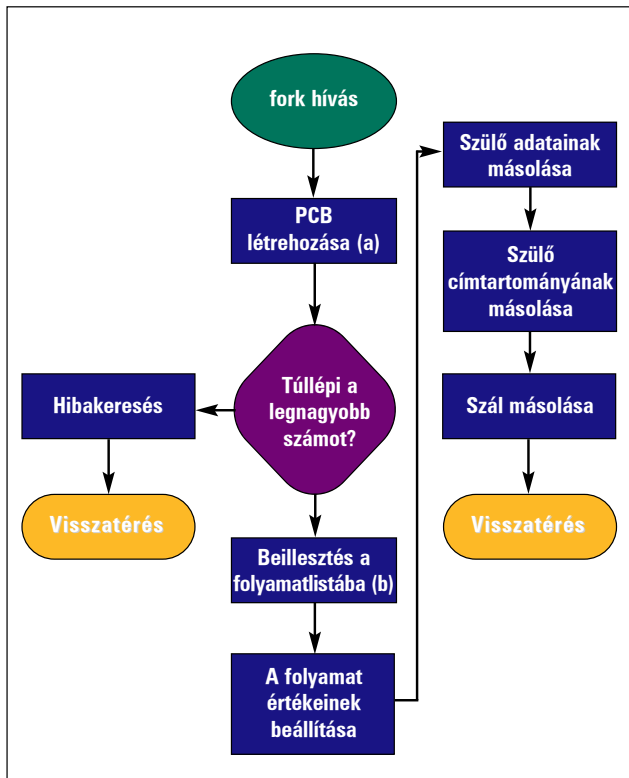 fork hívás
PCB
létrehozása (a)
Túllépi a
legnagyobb
számot?
Hibakeresés
Visszatérés
Beillesztés a
folyamatlistába (b)
A folyamat
értékeinek
beállítása
Szülő adatainak
másolása
Szülő
címtartományának
másolása
Szál másolása
Visszatérés